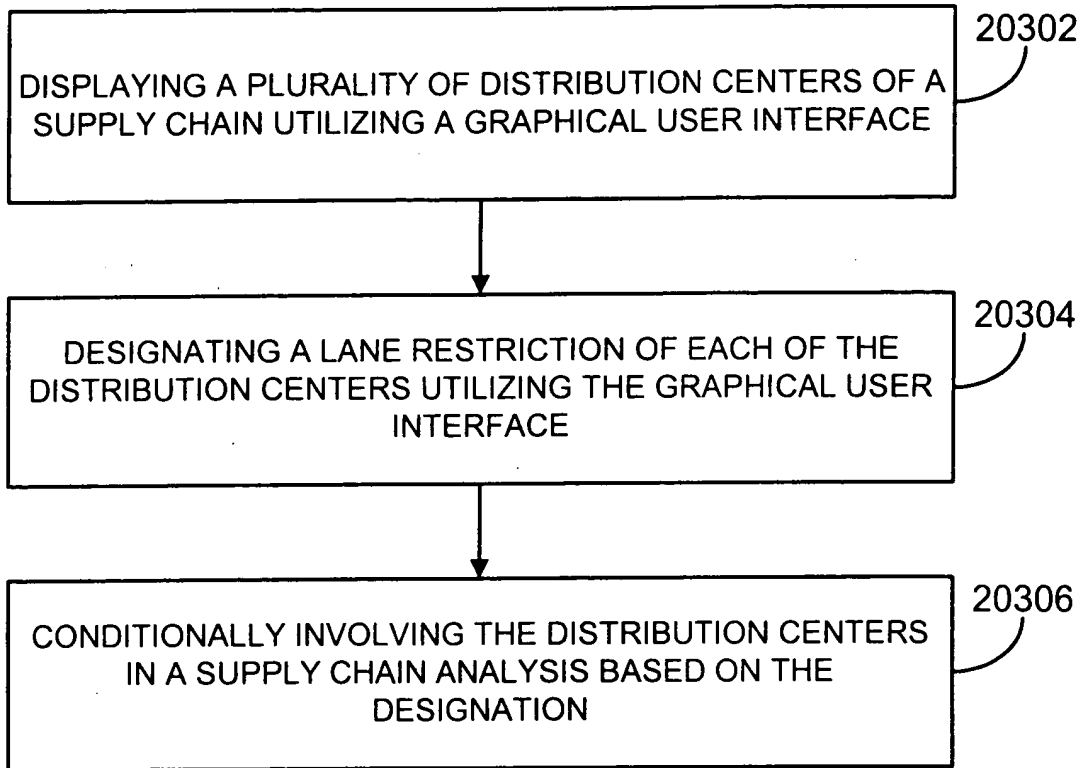 20302
DISPLAYING A PLURALITY OF DISTRIBUTION CENTERS OF A
SUPPLY CHAIN UTILIZING A GRAPHICAL USER INTERFACE
20304
DESIGNATING A LANE RESTRICTION OF EACH OF THE
DISTRIBUTION CENTERS UTILIZING THE GRAPHICAL USER
INTERFACE
20306
CONDITIONALLY INVOLVING THE DISTRIBUTION CENTERS
IN A SUPPLY CHAIN ANALYSIS BASED ON THE
DESIGNATION